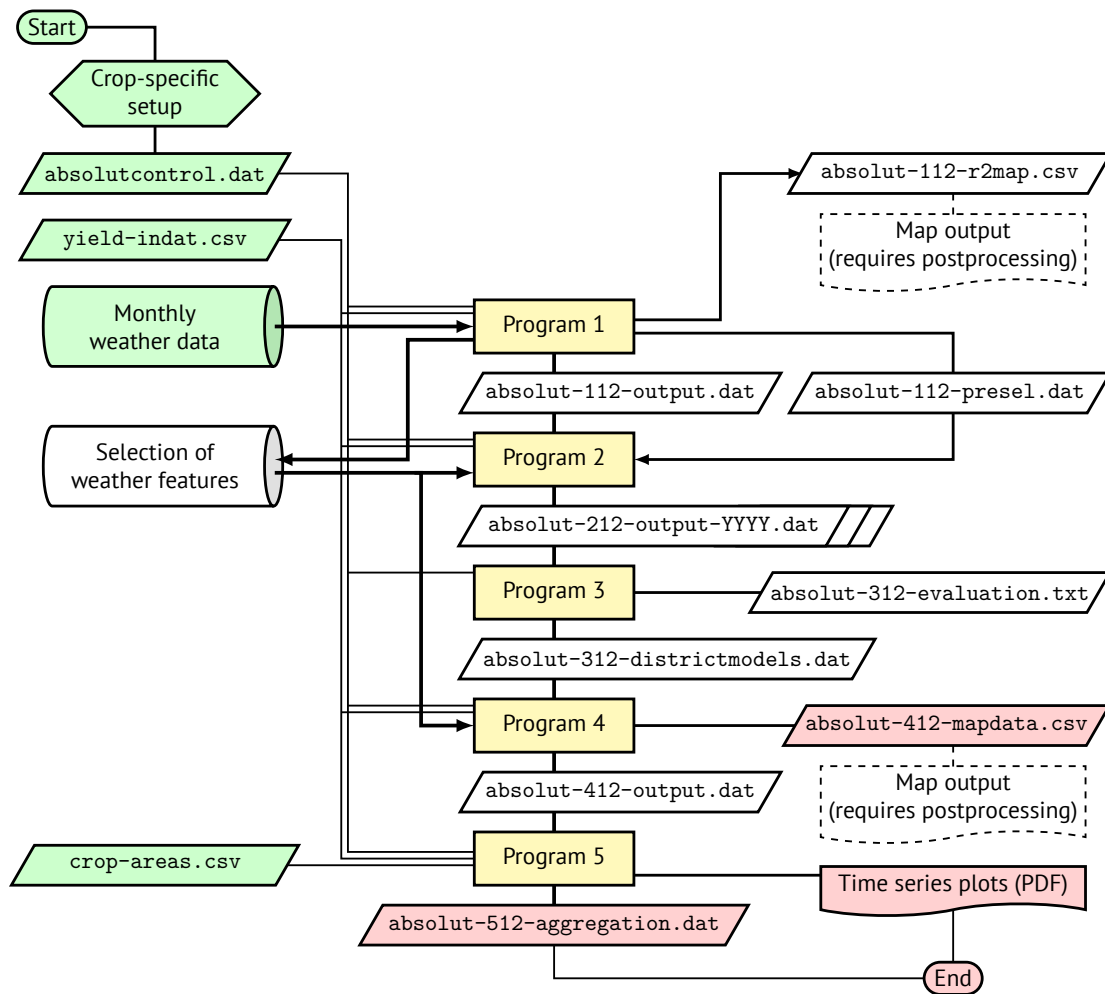 Start
Crop-specific
setup
absolutcontrol.dat
absolut-112-r2map.csv
yield-indat.csv
Map output
(requires postprocessing)
Monthly
weather data
Program 1
absolut-112-output.dat
absolut-112-presel.dat
Selection of
weather features
Program 2
absolut-212-output-YYYY.dat
Program 3
absolut-312-evaluation.txt
absolut-312-districtmodels.dat
Program 4
absolut-412-mapdata.csv
absolut-412-output.dat
Map output
(requires postprocessing)
crop-areas.csv
Program 5
Time series plots (PDF)
absolut-512-aggregation.dat
End